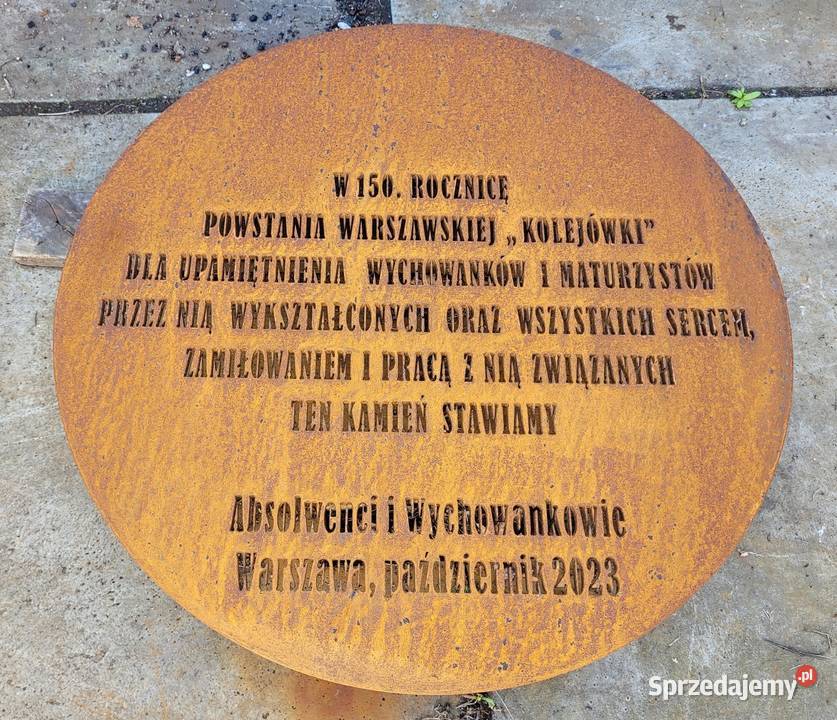 W 150. ROCZNICĘ
POWSTANIA WARSZAWSKIEJ „KOLEJÓWKI”
DLA UPAMIĘTNIENIA WYCHOWANKÓW I MATURZYSTÓW
PRZEZ NIĄ WYKSZTAŁCONYCH ORAZ WSZYSTKICH SERCEM,
ZAMIŁOWANIEM I PRACĄ Z NIĄ ZWIĄZANYCH
TEN KAMIEŃ STAWIAMY
Absolwenci i Wychowankowie
Warszawa, październik 2023
Sprzedajemy.pl